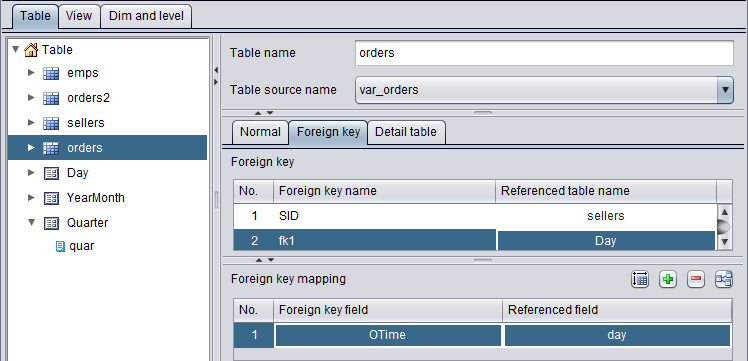 Table View Dim and level
Table
emps
orders2
sellers
orders
Day
YearMonth
Quarter
quar
Table name orders
Table source name var_orders
Normal Foreign key Detail table
Foreign key
No. Foreign key name Referenced table name
1 SID sellers
2 fk1 Day
Foreign key mapping
No. Foreign key field Referenced field
1 OTime day